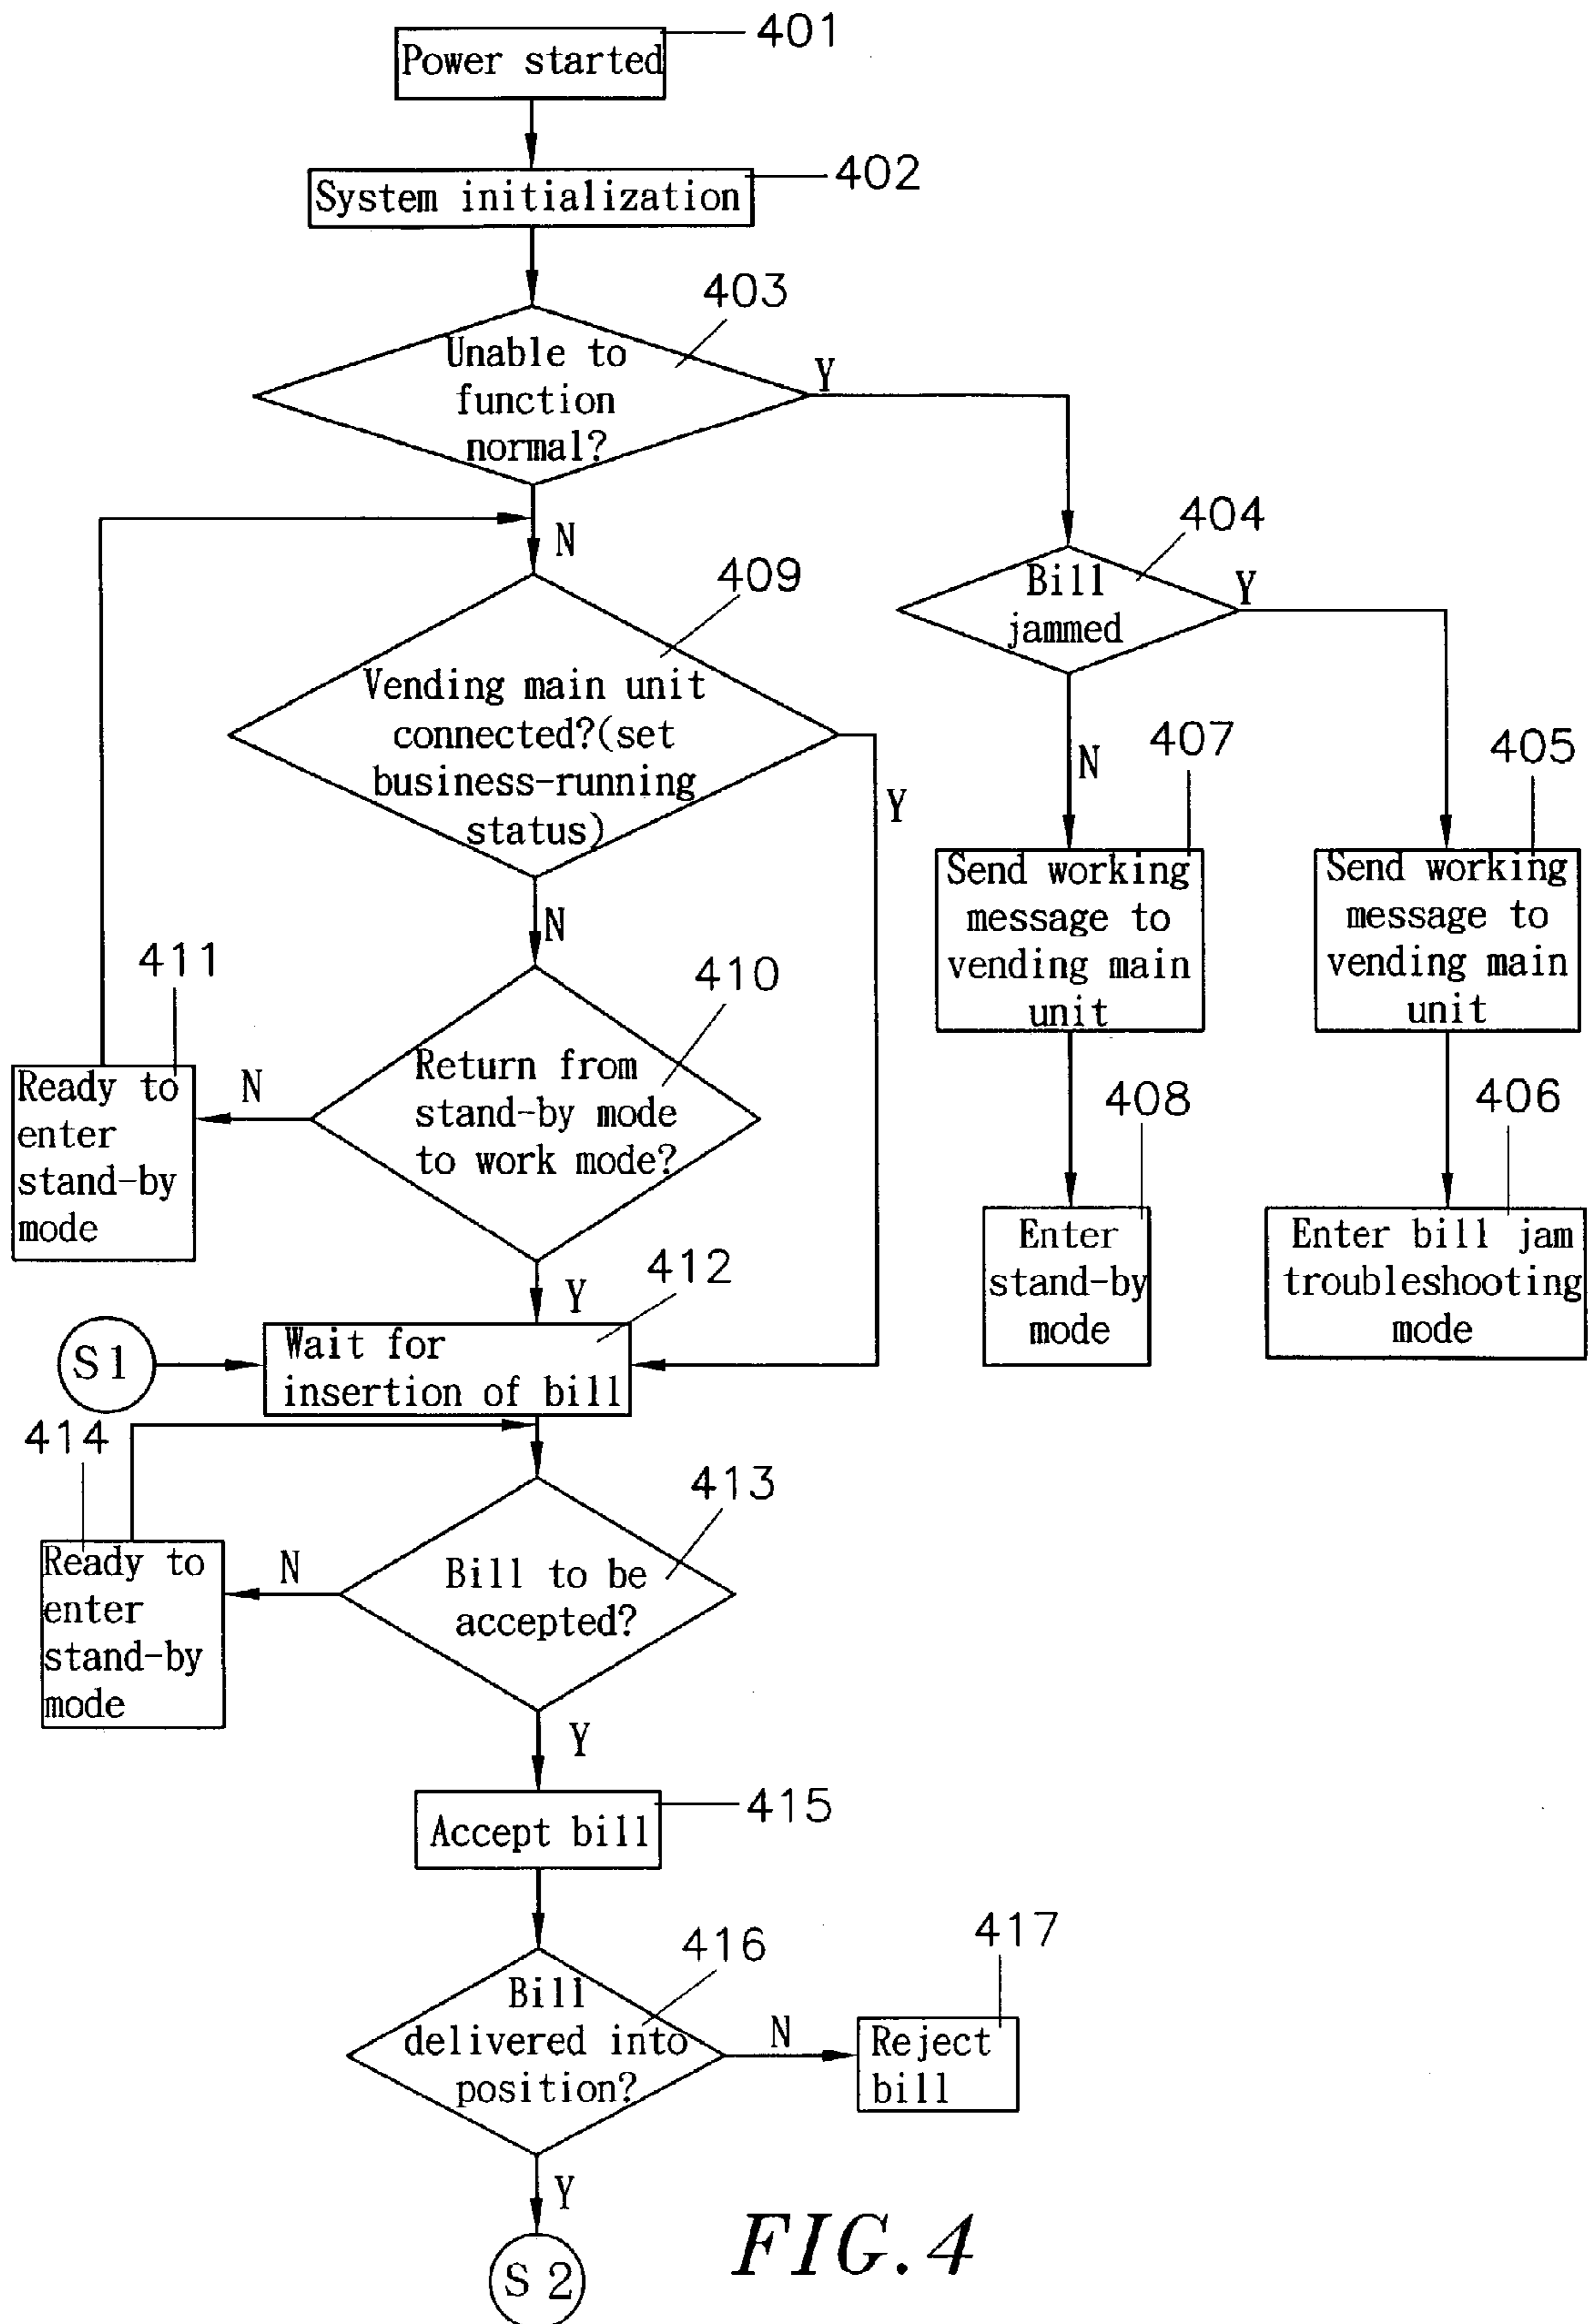 401
Power started
402
System initialization
403
Unable to
function
normal?
Y
N
404
Bill
jammed
Y
N
409
Vending main unit
connected?(set
business-running
status)
Y
N
407
Send working
message to
vending main
unit
405
Send working
message to
vending main
unit
411
Ready to
enter
stand-by
mode
N
410
Return from
stand-by mode
to work mode?
Y
408
Enter
stand-by
mode
406
Enter bill jam
troubleshooting
mode
412
S1
Wait for
insertion of bill
414
Ready to
enter
stand-by
mode
N
413
Bill to be
accepted?
Y
415
Accept bill
416
Bill
delivered into
position?
N
417
Reject
bill
Y
S 2
FIG.4